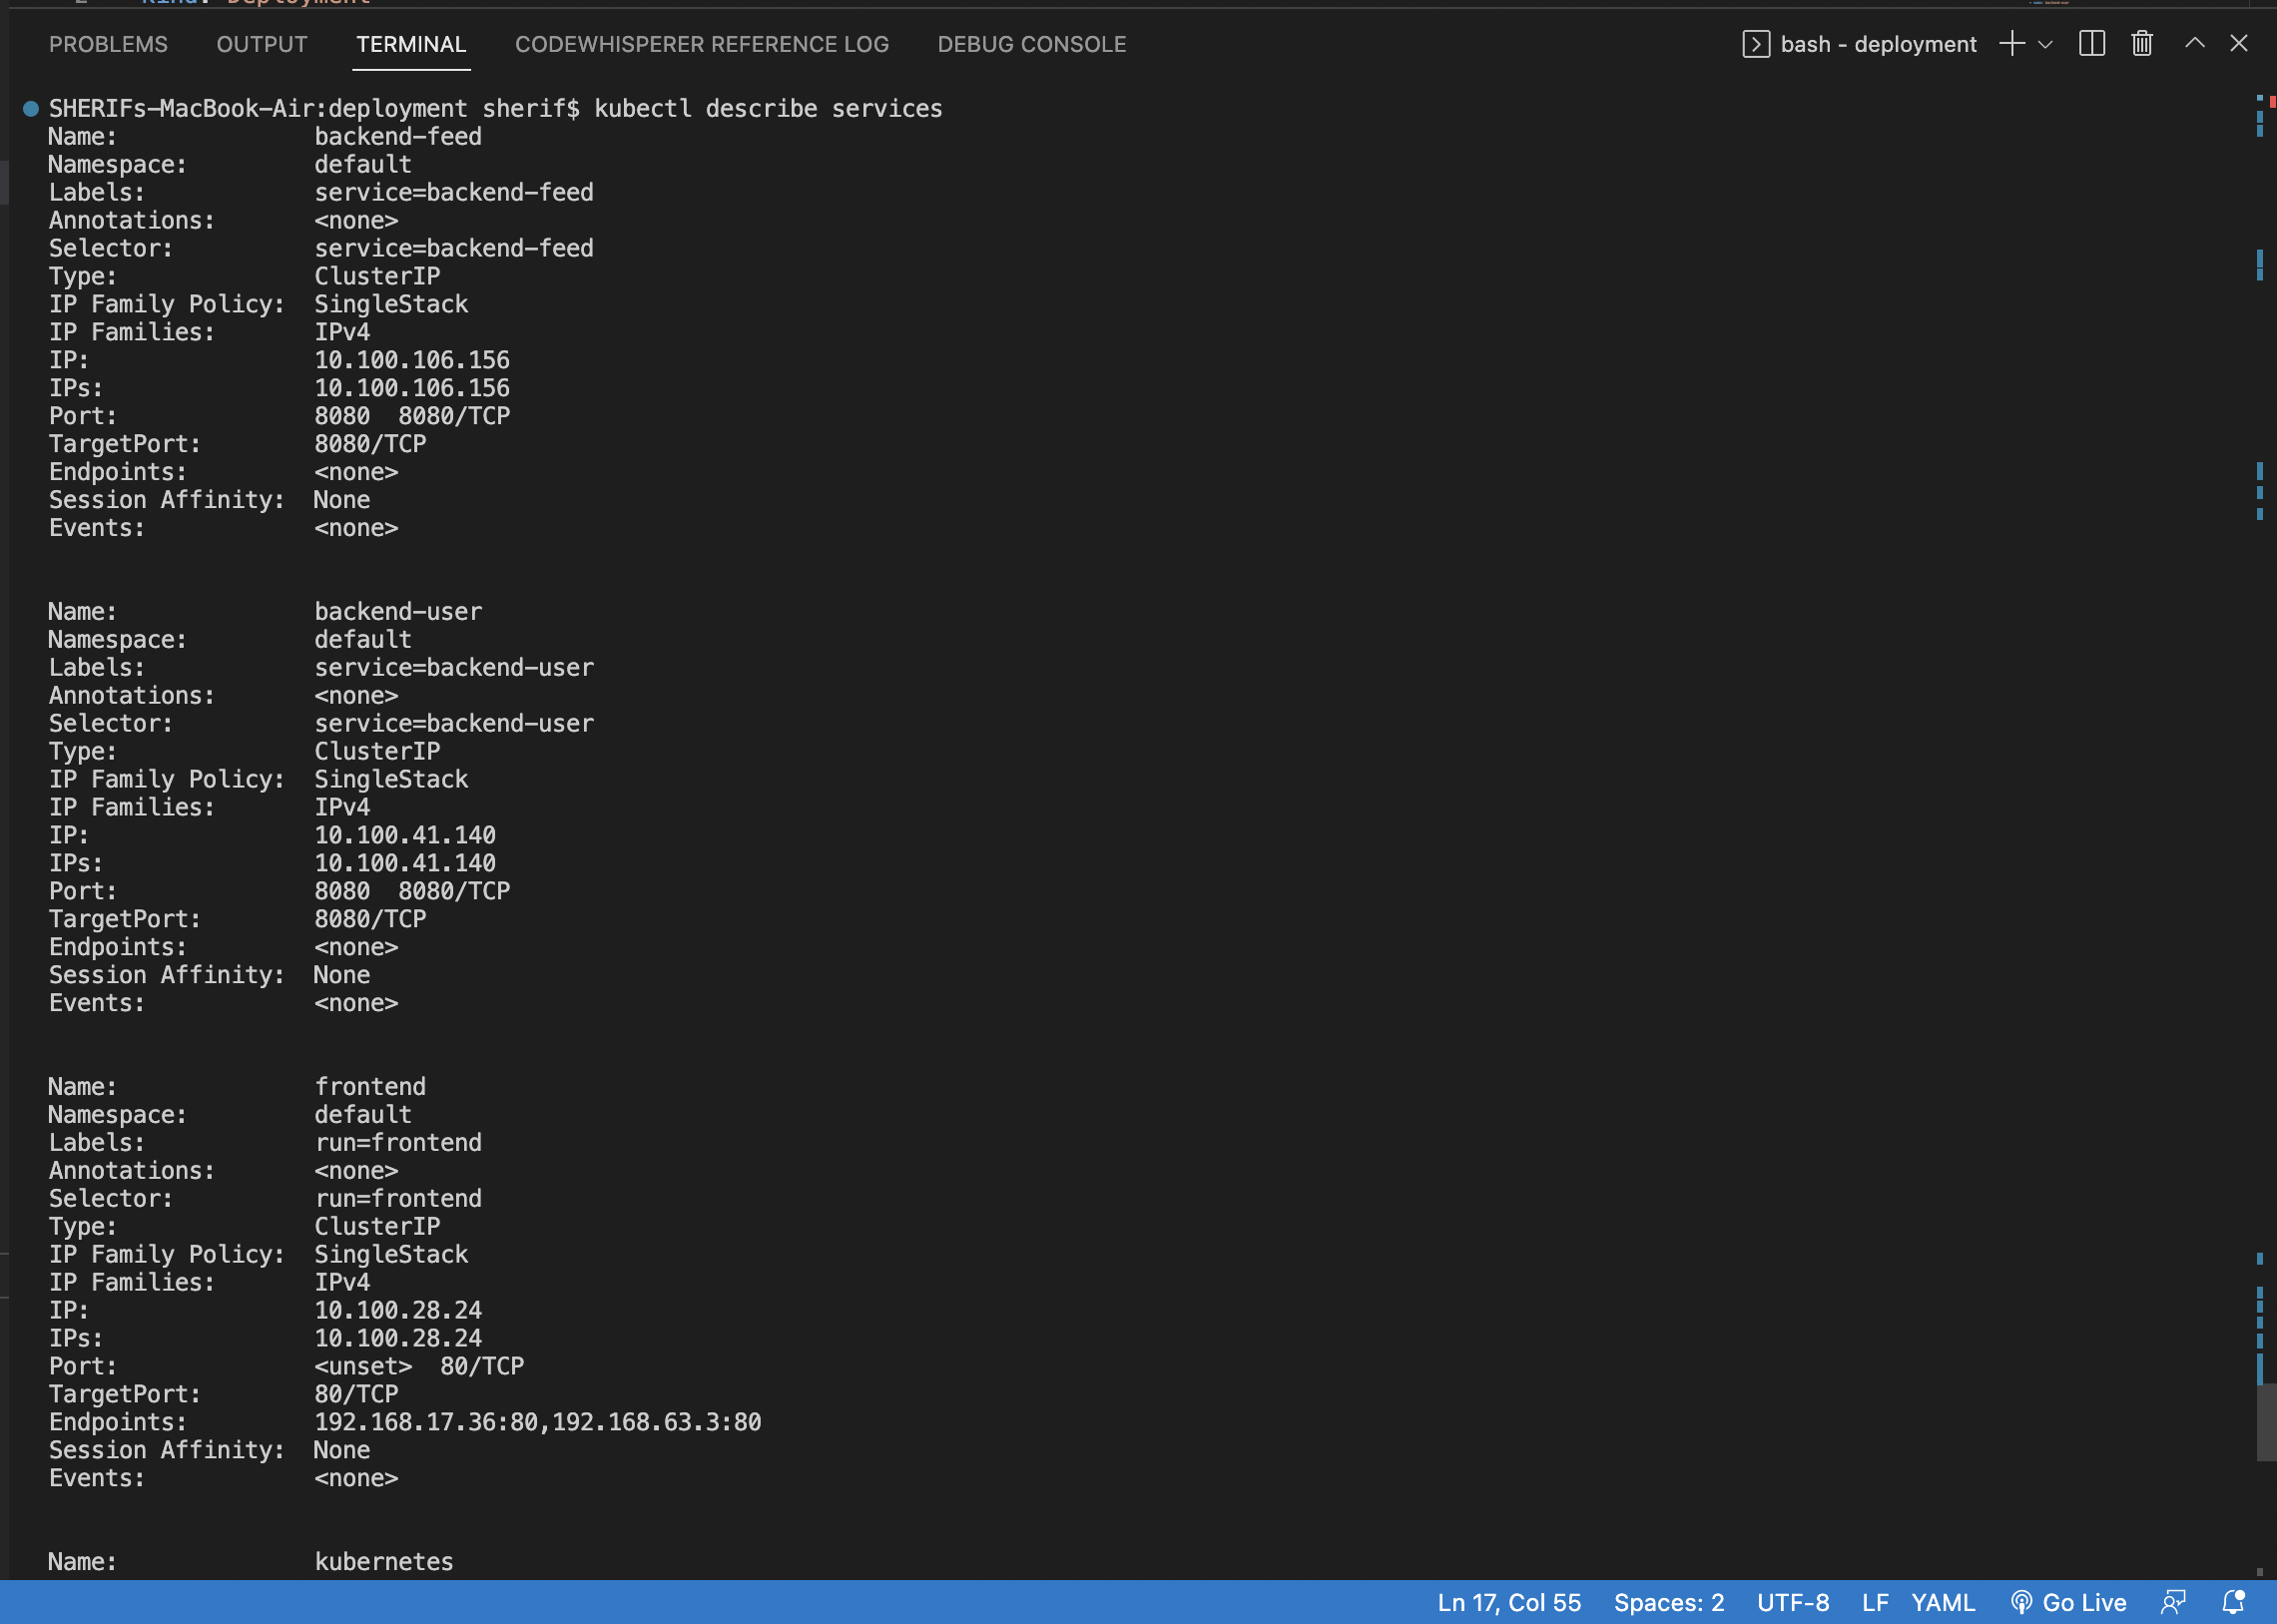 2 kind: Deployment
PROBLEMS OUTPUT TERMINAL CODEWHISPERER REFERENCE LOG DEBUG CONSOLE bash - deployment
SHERIFs-MacBook-Air:deployment sherif$ kubectl describe services
Name: backend-feed
Namespace: default
Labels: service=backend-feed
Annotations: <none>
Selector: service=backend-feed
Type: ClusterIP
IP Family Policy: SingleStack
IP Families: IPv4
IP: 10.100.106.156
IPs: 10.100.106.156
Port: 8080 8080/TCP
TargetPort: 8080/TCP
Endpoints: <none>
Session Affinity: None
Events: <none>
Name: backend-user
Namespace: default
Labels: service=backend-user
Annotations: <none>
Selector: service=backend-user
Type: ClusterIP
IP Family Policy: SingleStack
IP Families: IPv4
IP: 10.100.41.140
IPs: 10.100.41.140
Port: 8080 8080/TCP
TargetPort: 8080/TCP
Endpoints: <none>
Session Affinity: None
Events: <none>
Name: frontend
Namespace: default
Labels: run=frontend
Annotations: <none>
Selector: run=frontend
Type: ClusterIP
IP Family Policy: SingleStack
IP Families: IPv4
IP: 10.100.28.24
IPs: 10.100.28.24
Port: <unset> 80/TCP
TargetPort: 80/TCP
Endpoints: 192.168.17.36:80,192.168.63.3:80
Session Affinity: None
Events: <none>
Name: kubernetes
Ln 17, Col 55 Spaces: 2 UTF-8 LF YAML Go Live